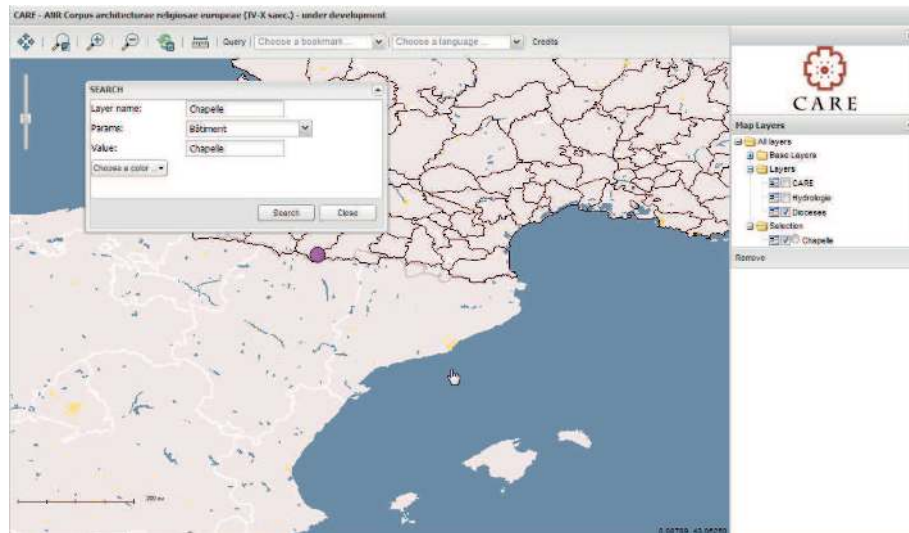 CARE - ANR Corpus architecturae religiosae europeae (IV-X saec.) - under development
Query Choose a bookmark... Choose a language ... Credits
SEARCH
Layer name: Chapelle
Params: Bâtiment
Value: Chapelle
Choose a color ...
Search Close
CARE
Map Layers
All layers
Base Layers
Layers
CARE
Hydrologie
Dioceses
Selection
Chapelle
Remove